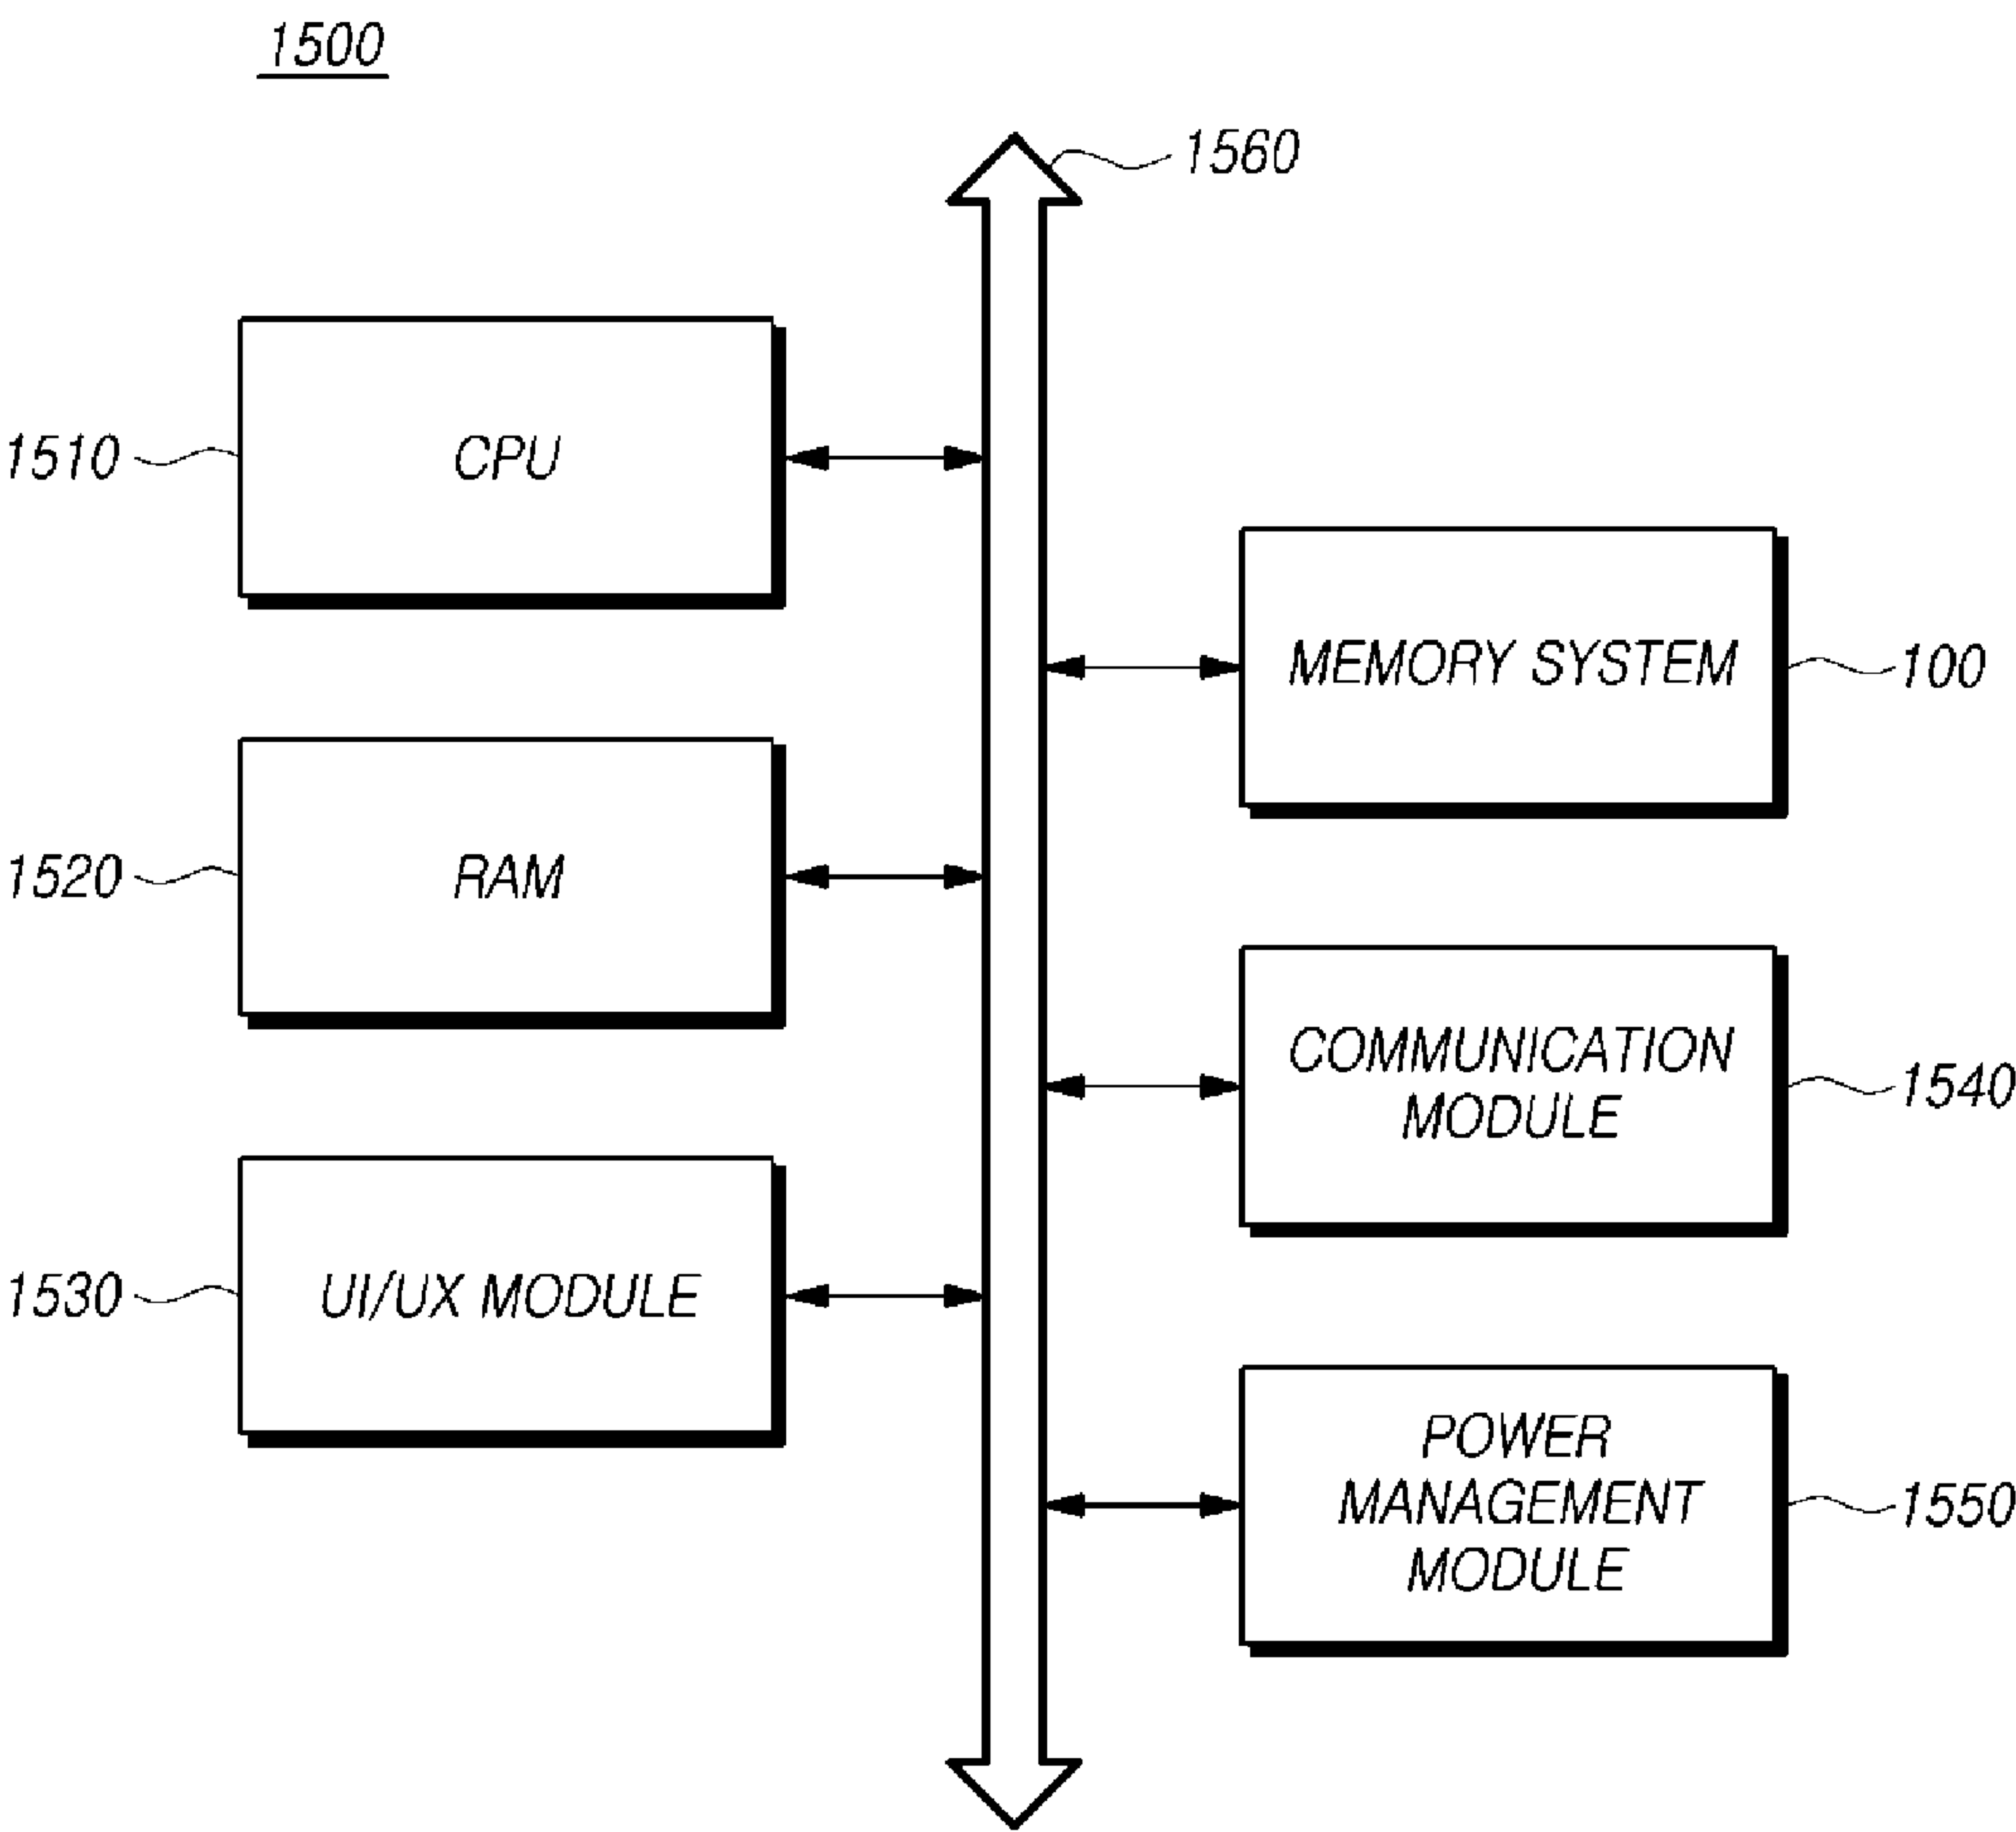 1500
1560
1510
CPU
MEMORY SYSTEM
100
1520
RAM
COMMUNICATION
MODULE
1540
1530
UI/UX MODULE
POWER
MANAGEMENT
MODULE
1550